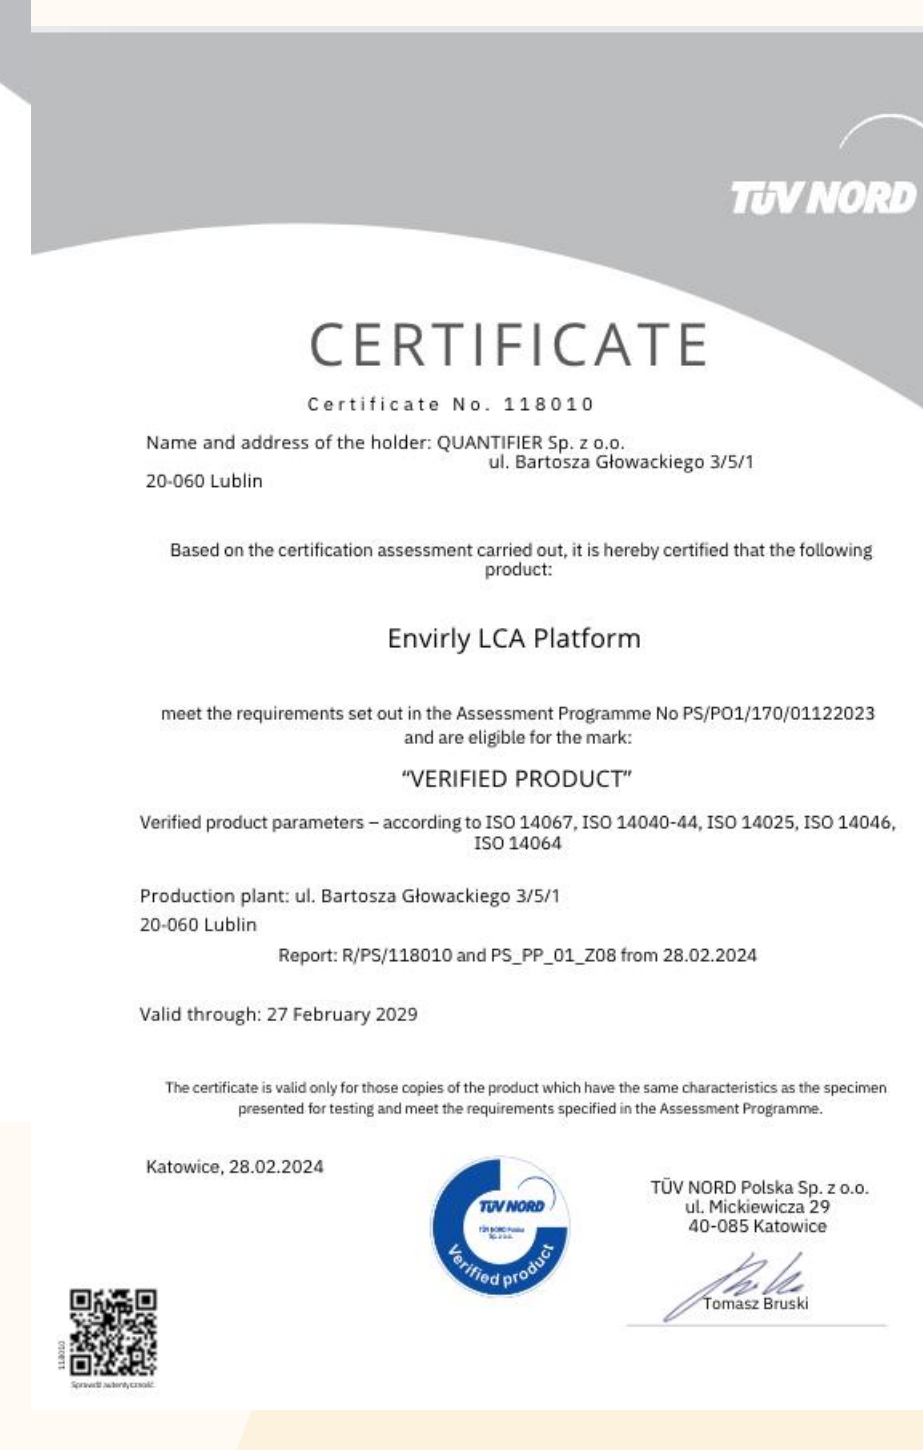 TÜV NORD
CERTIFICATE
Certificate No. 118010
Name and address of the holder: QUANTIFIER Sp. z o.o.
ul. Bartosza Głowackiego 3/5/1
20-060 Lublin
Based on the certification assessment carried out, it is hereby certified that the following
product:
Envirly LCA Platform
meet the requirements set out in the Assessment Programme No PS/PO1/170/01122023
and are eligible for the mark:
“VERIFIED PRODUCT”
Verified product parameters – according to ISO 14067, ISO 14040-44, ISO 14025, ISO 14046,
ISO 14064
Production plant: ul. Bartosza Głowackiego 3/5/1
20-060 Lublin
Report: R/PS/118010 and PS_PP_01_Z08 from 28.02.2024
Valid through: 27 February 2029
The certificate is valid only for those copies of the product which have the same characteristics as the specimen
presented for testing and meet the requirements specified in the Assessment Programme.
Katowice, 28.02.2024
TÜV NORD
TÜV NORD Polska
Sp. z o.o.
Verified product
TÜV NORD Polska Sp. z o.o.
ul. Mickiewicza 29
40-085 Katowice
Tomasz Bruski
118010
Sprawdź autentyczność